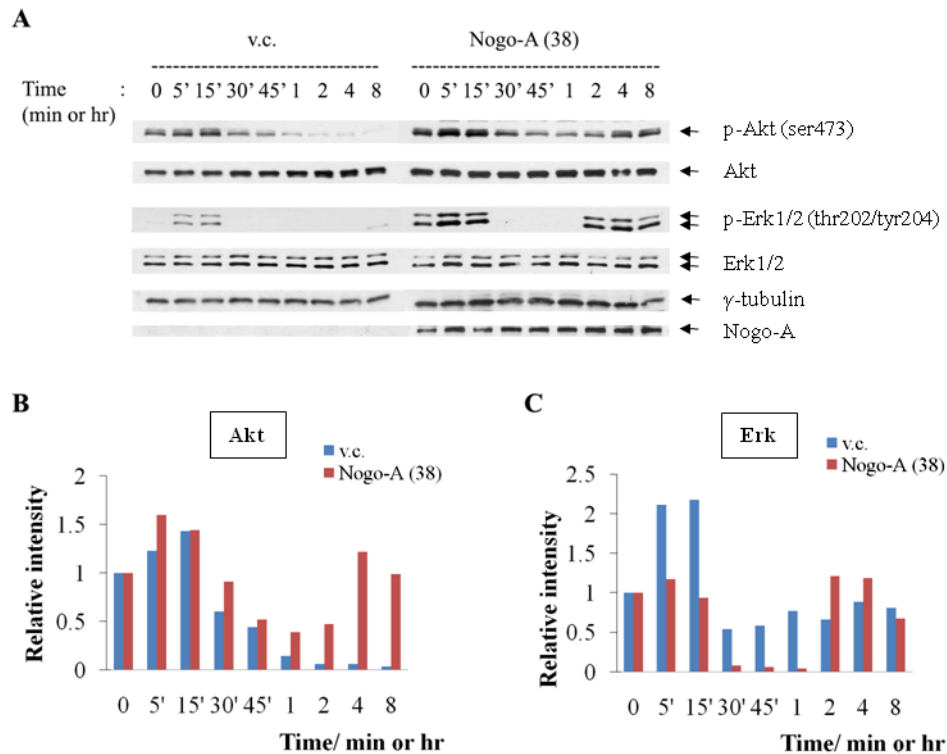 A
v.c. Nogo-A (38)
-------------------------------- --------------------------------
Time : 0 5’ 15’ 30’ 45’ 1 2 4 8 0 5’ 15’ 30’ 45’ 1 2 4 8
(min or hr)
p-Akt (ser473)
Akt
p-Erk1/2 (thr202/tyr204)
Erk1/2
γ-tubulin
Nogo-A
B
Akt
v.c.
Nogo-A (38)
Relative intensity
2
1.5
1
0.5
0
0 5' 15' 30' 45' 1 2 4 8
Time/ min or hr
C
Erk
v.c.
Nogo-A (38)
Relative intensity
2.5
2
1.5
1
0.5
0
0 5' 15' 30' 45' 1 2 4 8
Time/ min or hr